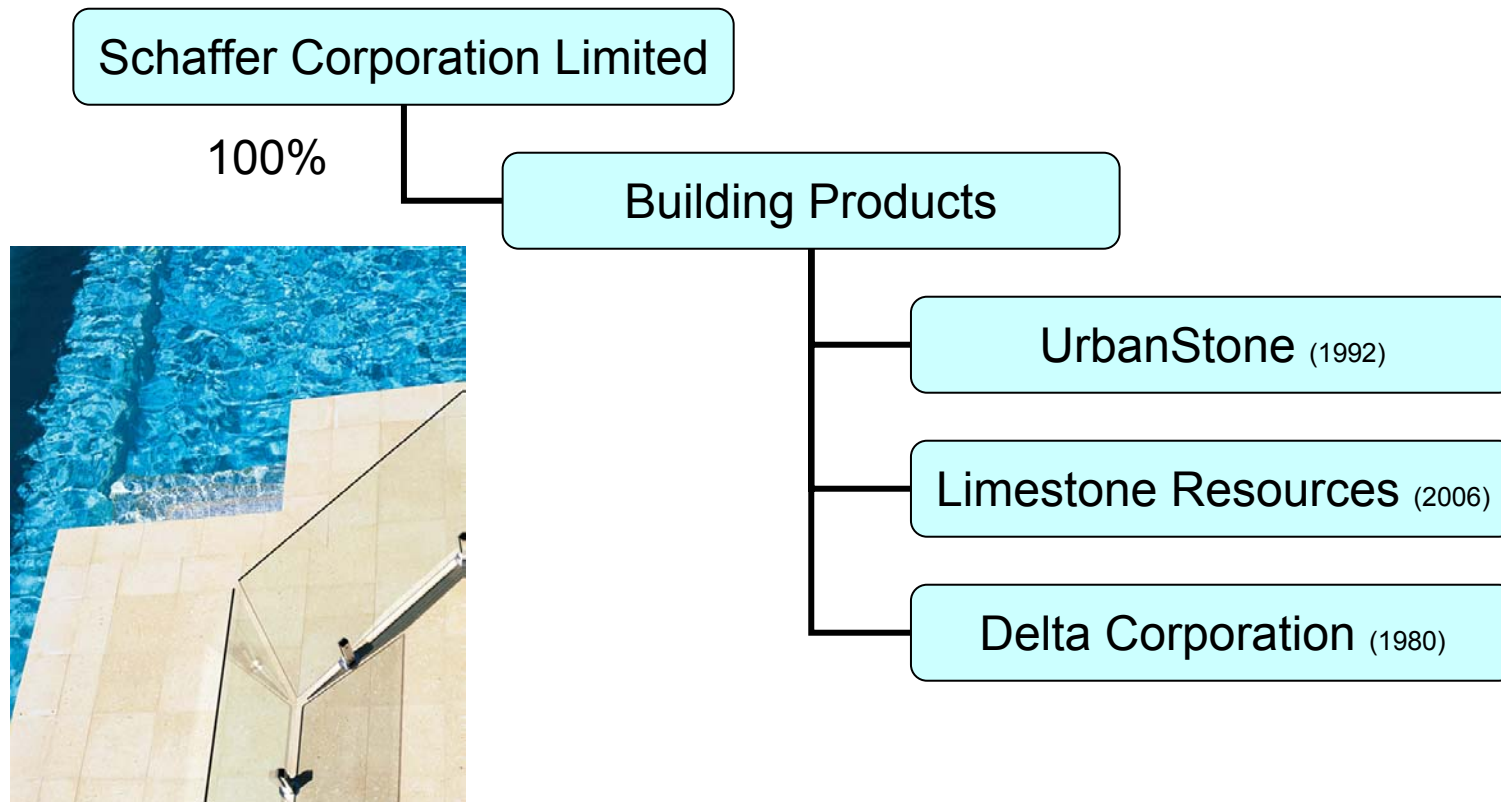 Schaffer Corporation Limited
100%
Building Products
UrbanStone (1992)
Limestone Resources (2006)
Delta Corporation (1980)